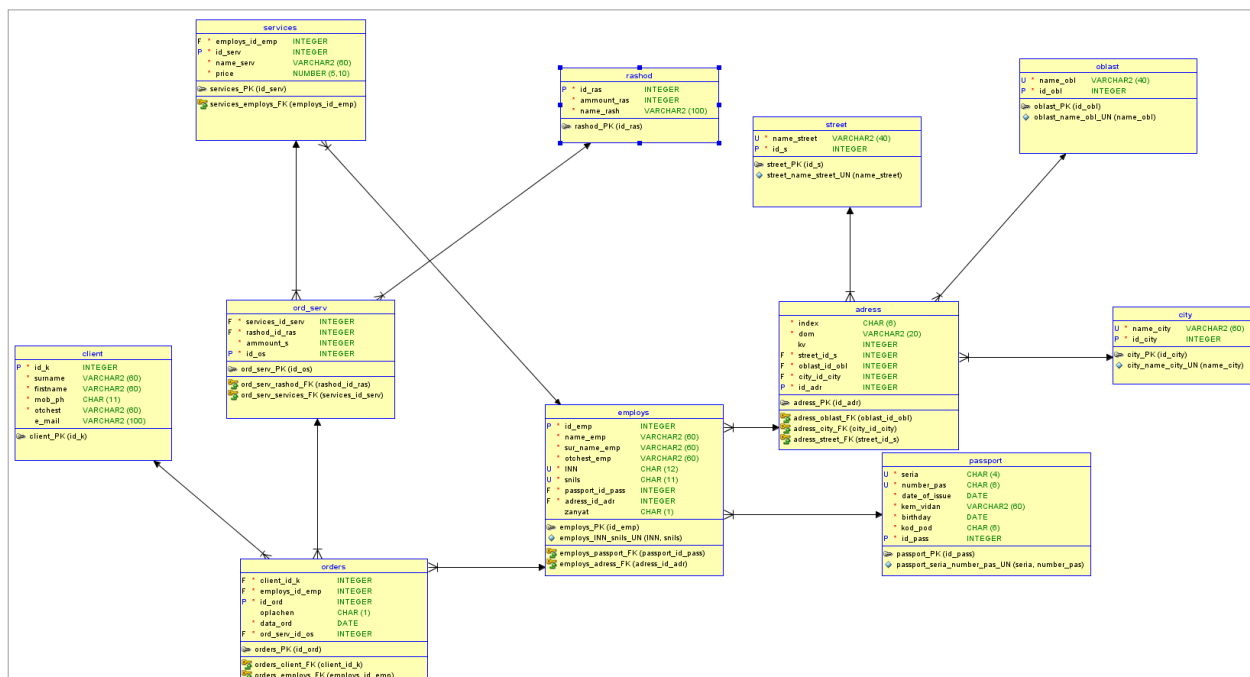 services
F * employs_id_emp INTEGER
P * id_serv INTEGER
* name_serv VARCHAR2 (60)
* price NUMBER (5,10)
services_PK (id_serv)
services_employs_FK (employs_id_emp)
rashod
P * id_ras INTEGER
* ammount_ras INTEGER
* name_rash VARCHAR2 (100)
rashod_PK (id_ras)
oblast
U * name_obl VARCHAR2 (40)
P * id_obl INTEGER
oblast_PK (id_obl)
oblast_name_obl_UN (name_obl)
street
U * name_street VARCHAR2 (40)
P * id_s INTEGER
street_PK (id_s)
street_name_street_UN (name_street)
ord_serv
F * services_id_serv INTEGER
F * rashod_id_ras INTEGER
* ammount_s INTEGER
P * id_os INTEGER
ord_serv_PK (id_os)
ord_serv_rashod_FK (rashod_id_ras)
ord_serv_services_FK (services_id_serv)
adress
* index CHAR (6)
* dom VARCHAR2 (20)
kv INTEGER
F * street_id_s INTEGER
F * oblast_id_obl INTEGER
F * city_id_city INTEGER
P * id_adr INTEGER
adress_PK (id_adr)
adress_oblast_FK (oblast_id_obl)
adress_city_FK (city_id_city)
adress_street_FK (street_id_s)
city
U * name_city VARCHAR2 (60)
P * id_city INTEGER
city_PK (id_city)
city_name_city_UN (name_city)
client
P * id_k INTEGER
* surname VARCHAR2 (60)
* firstname VARCHAR2 (60)
* mob_ph CHAR (11)
* otchest VARCHAR2 (60)
e_mail VARCHAR2 (100)
client_PK (id_k)
employs
P * id_emp INTEGER
* name_emp VARCHAR2 (60)
* sur_name_emp VARCHAR2 (60)
* otchest_emp VARCHAR2 (60)
U * INN CHAR (12)
U * snils CHAR (11)
F * passport_id_pass INTEGER
F * adress_id_adr INTEGER
zanyat CHAR (1)
employs_PK (id_emp)
employs_INN_snils_UN (INN, snils)
employs_passport_FK (passport_id_pass)
employs_adress_FK (adress_id_adr)
passport
U * seria CHAR (4)
U * number_pas CHAR (6)
* date_of_issue DATE
* kem_vidan VARCHAR2 (60)
* birthday DATE
* kod_pod CHAR (6)
P * id_pass INTEGER
passport_PK (id_pass)
passport_seria_number_pas_UN (seria, number_pas)
orders
F * client_id_k INTEGER
F * employs_id_emp INTEGER
P * id_ord INTEGER
oplachen CHAR (1)
* data_ord DATE
F * ord_serv_id_os INTEGER
orders_PK (id_ord)
orders_client_FK (client_id_k)
orders_employs_FK (employs_id_emp)